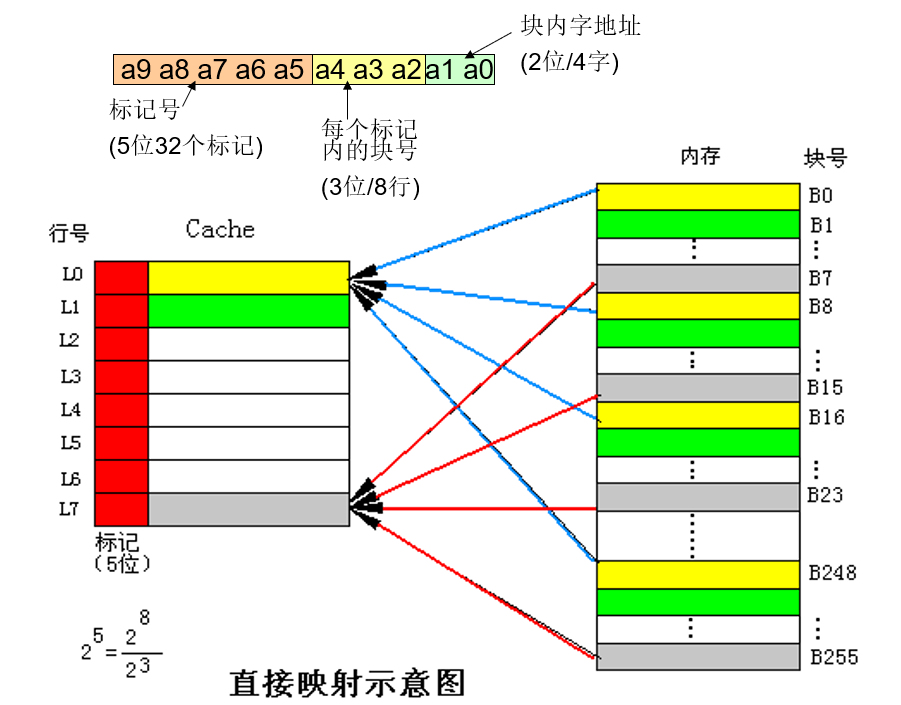 块内字地址
(2位/4字)
a9 a8 a7 a6 a5 a4 a3 a2 a1 a0
标记号
(5位32个标记)
每个标记
内的块号
(3位/8行)
内存
块号
行号
Cache
B0
B1
B7
B8
B15
B16
B23
B248
B255
L0
L1
L2
L3
L4
L5
L6
L7
标记
(5位)
2^5=2^8/2^3
直接映射示意图